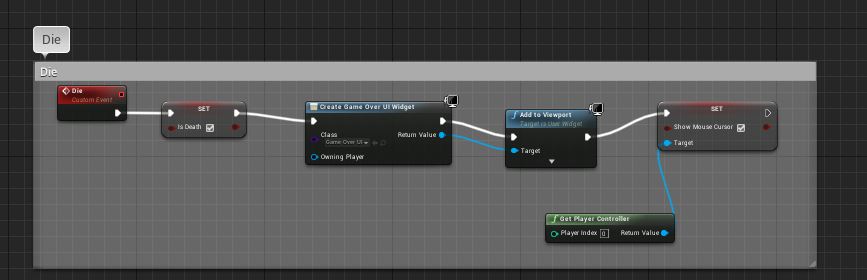 Die
Die
Die
Custom Event
SET
Is Death
Create Game Over UI Widget
Class
Game Over UI
Return Value
Owning Player
Add to Viewport
Target is User Widget
Target
SET
Show Mouse Cursor
Target
Get Player Controller
Player Index 0 Return Value